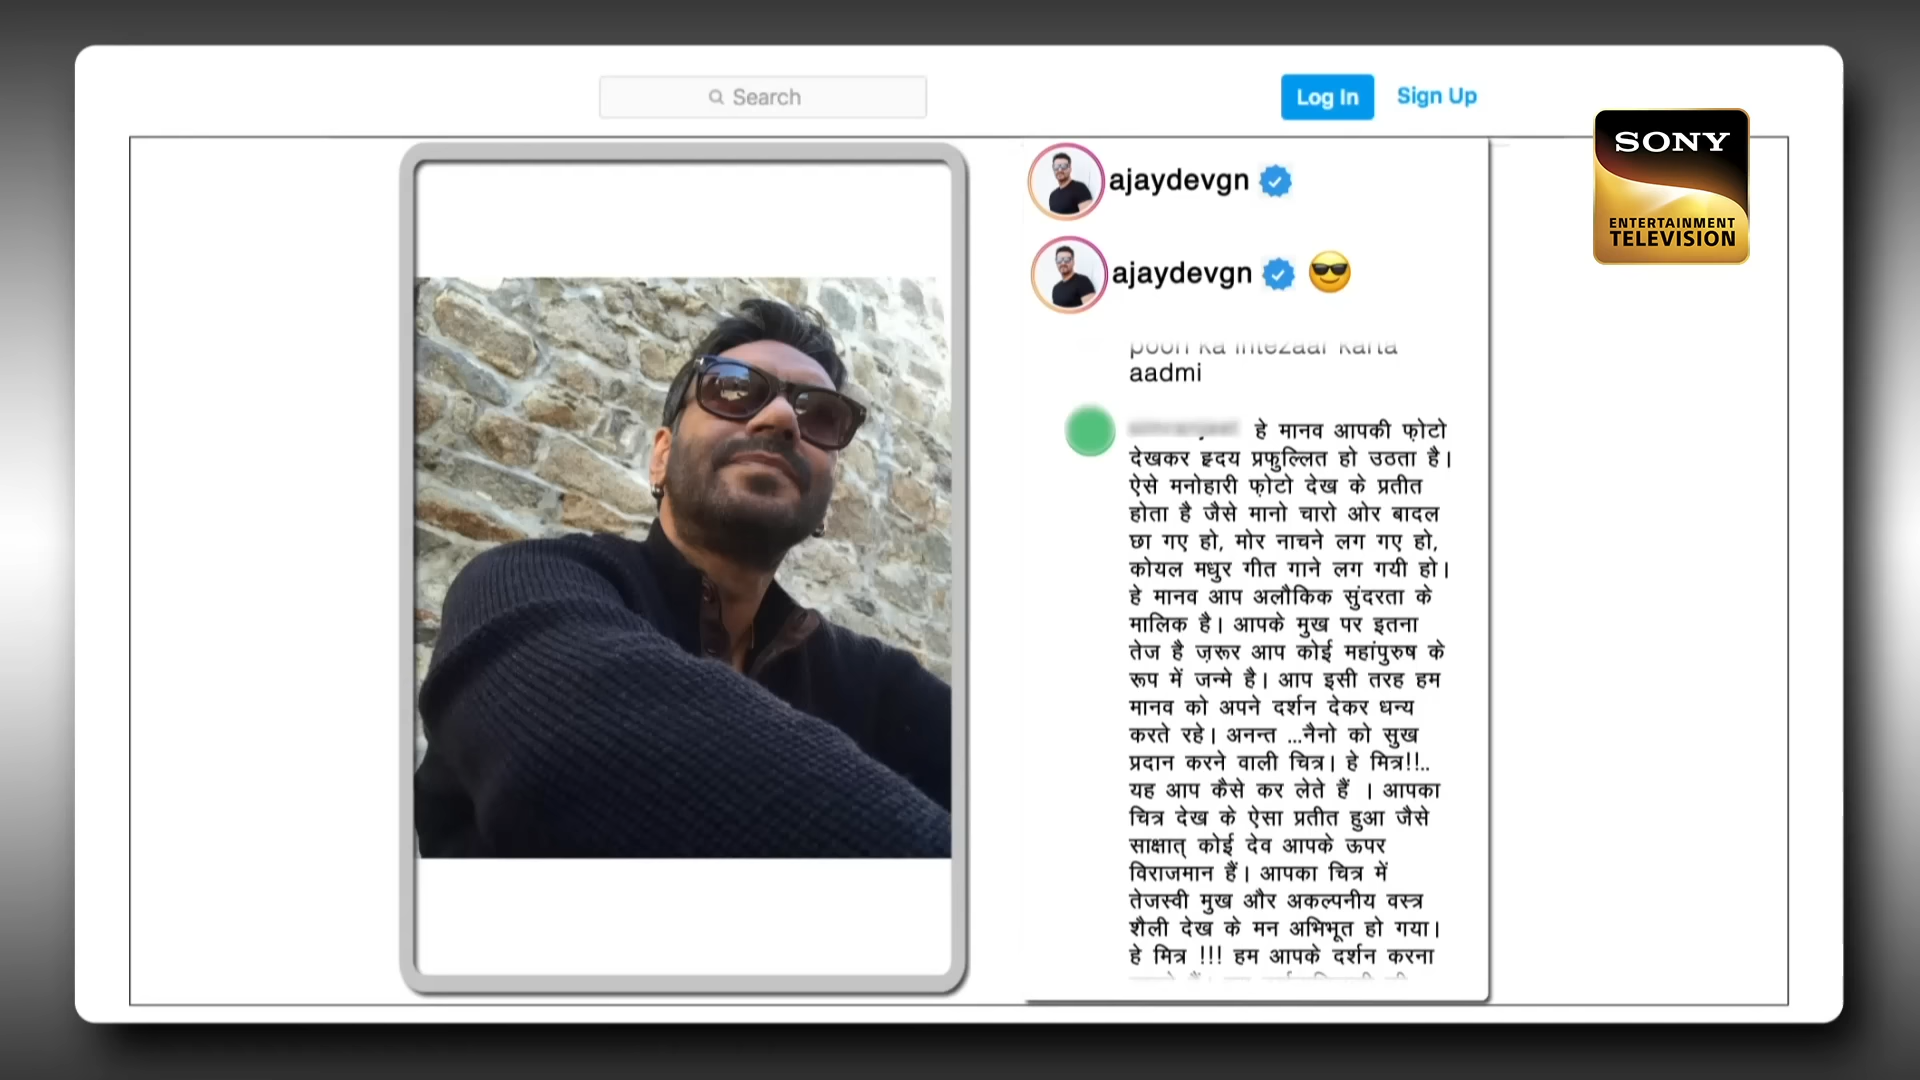 Search
Log In
Sign Up
SONY
ENTERTAINMENT
TELEVISION
ajaydevgn
ajaydevgn 😎
poori ka intezaar karta
aadmi
हे मानव आपकी फ़ोटो
देखकर हृदय प्रफुल्लित हो उठता है।
ऐसे मनोहारी फ़ोटो देख के प्रतीत
होता है जैसे मानो चारो ओर बादल
छा गए हो, मोर नाचने लग गए हो,
कोयल मधुर गीत गाने लग गयी हो।
हे मानव आप अलौकिक सुंदरता के
मालिक है। आपके मुख पर इतना
तेज है ज़रूर आप कोई महांपुरुष के
रूप में जन्मे है। आप इसी तरह हम
मानव को अपने दर्शन देकर धन्य
करते रहे। अनन्त ...नैनो को सुख
प्रदान करने वाली चित्र। हे मित्र!!..
यह आप कैसे कर लेते हैं । आपका
चित्र देख के ऐसा प्रतीत हुआ जैसे
साक्षात् कोई देव आपके ऊपर
विराजमान हैं। आपका चित्र में
तेजस्वी मुख और अकल्पनीय वस्त्र
शैली देख के मन अभिभूत हो गया।
हे मित्र !!! हम आपके दर्शन करना